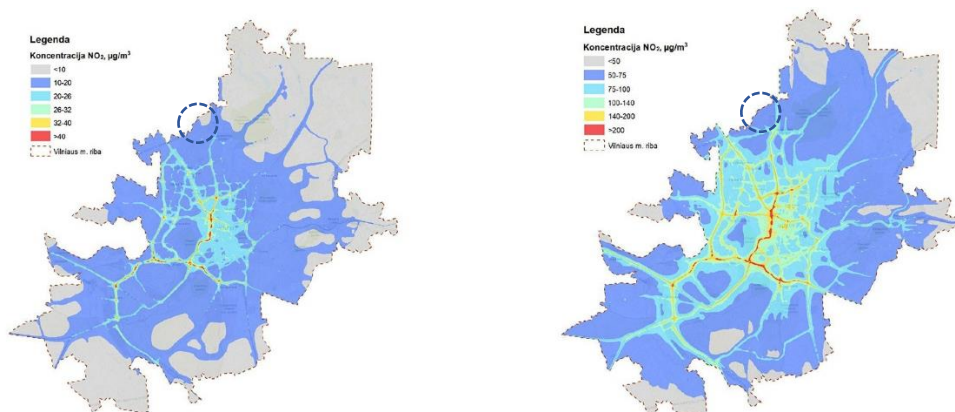 Legenda
Koncentracija NO₂, µg/m³
<10
10-20
20-26
26-32
32-40
>40
Vilniaus m. riba
Legenda
Koncentracija NO₂, µg/m³
<50
50-75
75-100
100-140
140-200
>200
Vilniaus m. riba